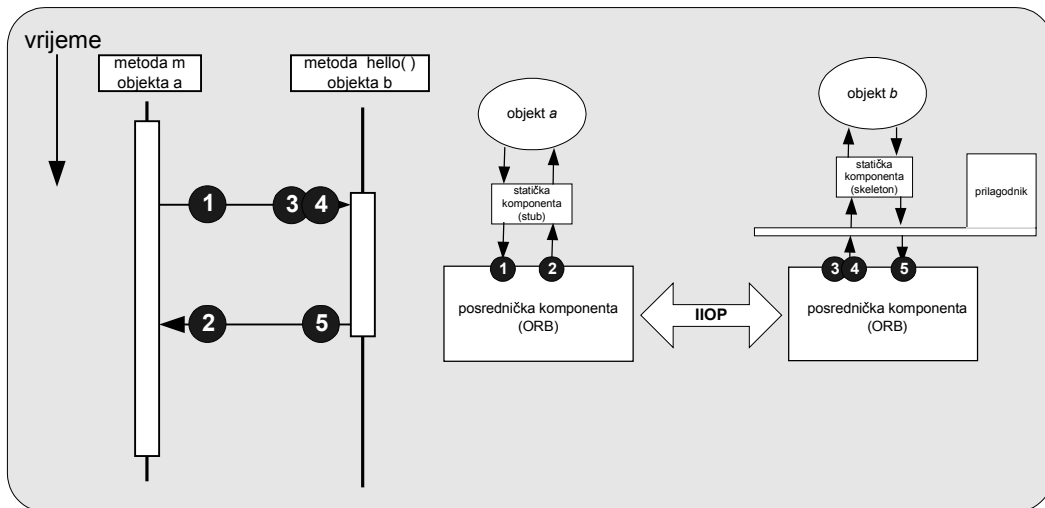 vrijeme
metoda m
objekta a
metoda hello( )
objekta b
1
3
4
2
5
objekt a
statička
komponenta
(stub)
1
2
posrednička komponenta
(ORB)
IIOP
objekt b
statička
komponenta
(skeleton)
prilagodnik
3
4
5
posrednička komponenta
(ORB)